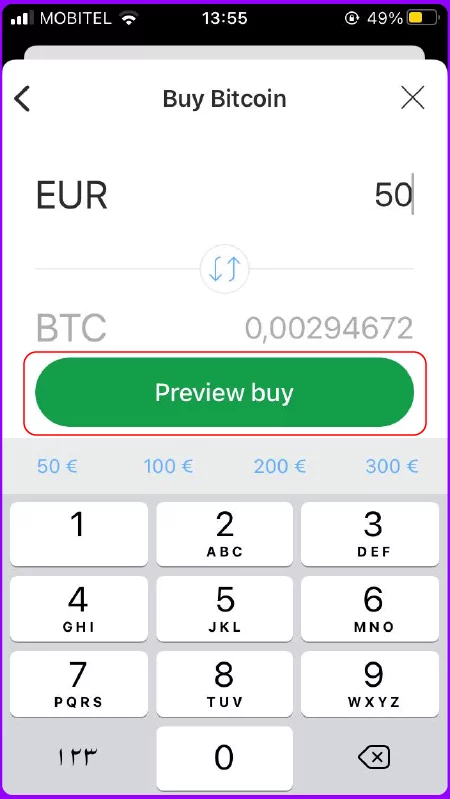 MOBITEL 13:55 49%
Buy Bitcoin
EUR 50
BTC 0,00294672
Preview buy
50 € 100 € 200 € 300 €
1 2 3
ABC DEF
4 5 6
GHI JKL MNO
7 8 9
PQRS TUV WXYZ
١٢٣ 0